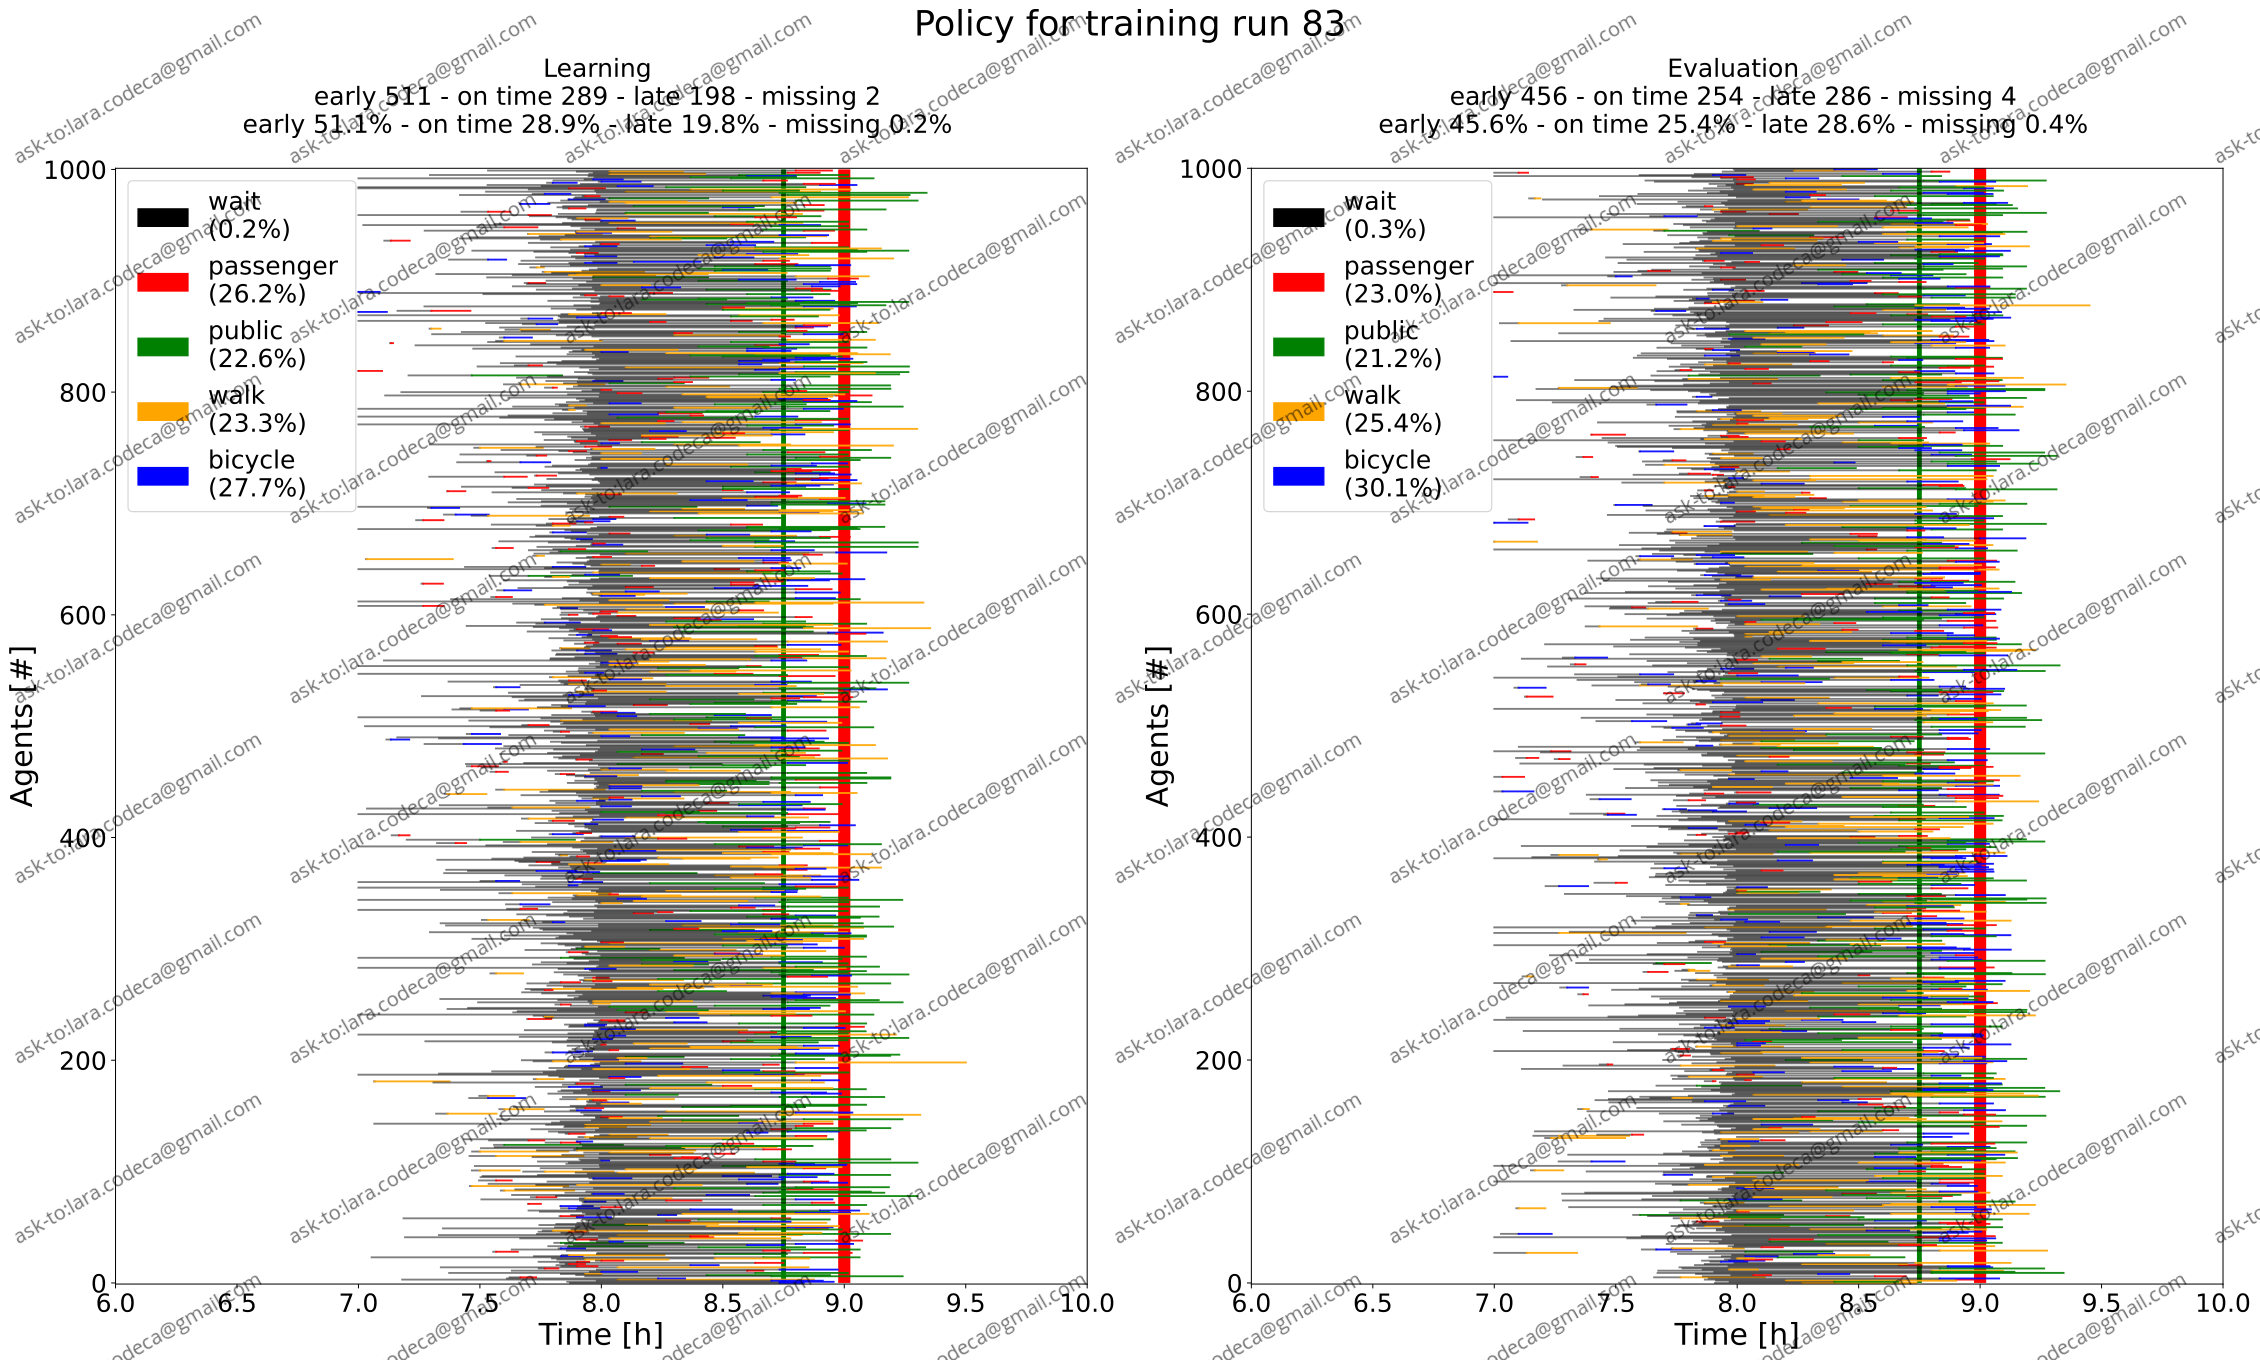 Policy for training run 83
Learning
early 511 - on time 289 - late 198 - missing 2
early 51.1% - on time 28.9% - late 19.8% - missing 0.2%
1000
800
600
400
200
0
Agents [#]
wait
(0.2%)
passenger
(26.2%)
public
(22.6%)
walk
(23.3%)
bicycle
(27.7%)
6.0 6.5 7.0 7.5 8.0 8.5 9.0 9.5 10.0
Time [h]
Evaluation
early 456 - on time 254 - late 286 - missing 4
early 45.6% - on time 25.4% - late 28.6% - missing 0.4%
1000
800
600
400
200
0
Agents [#]
wait
(0.3%)
passenger
(23.0%)
public
(21.2%)
walk
(25.4%)
bicycle
(30.1%)
6.0 6.5 7.0 7.5 8.0 8.5 9.0 9.5 10.0
Time [h]
ask-to:lara.codeca@gmail.com